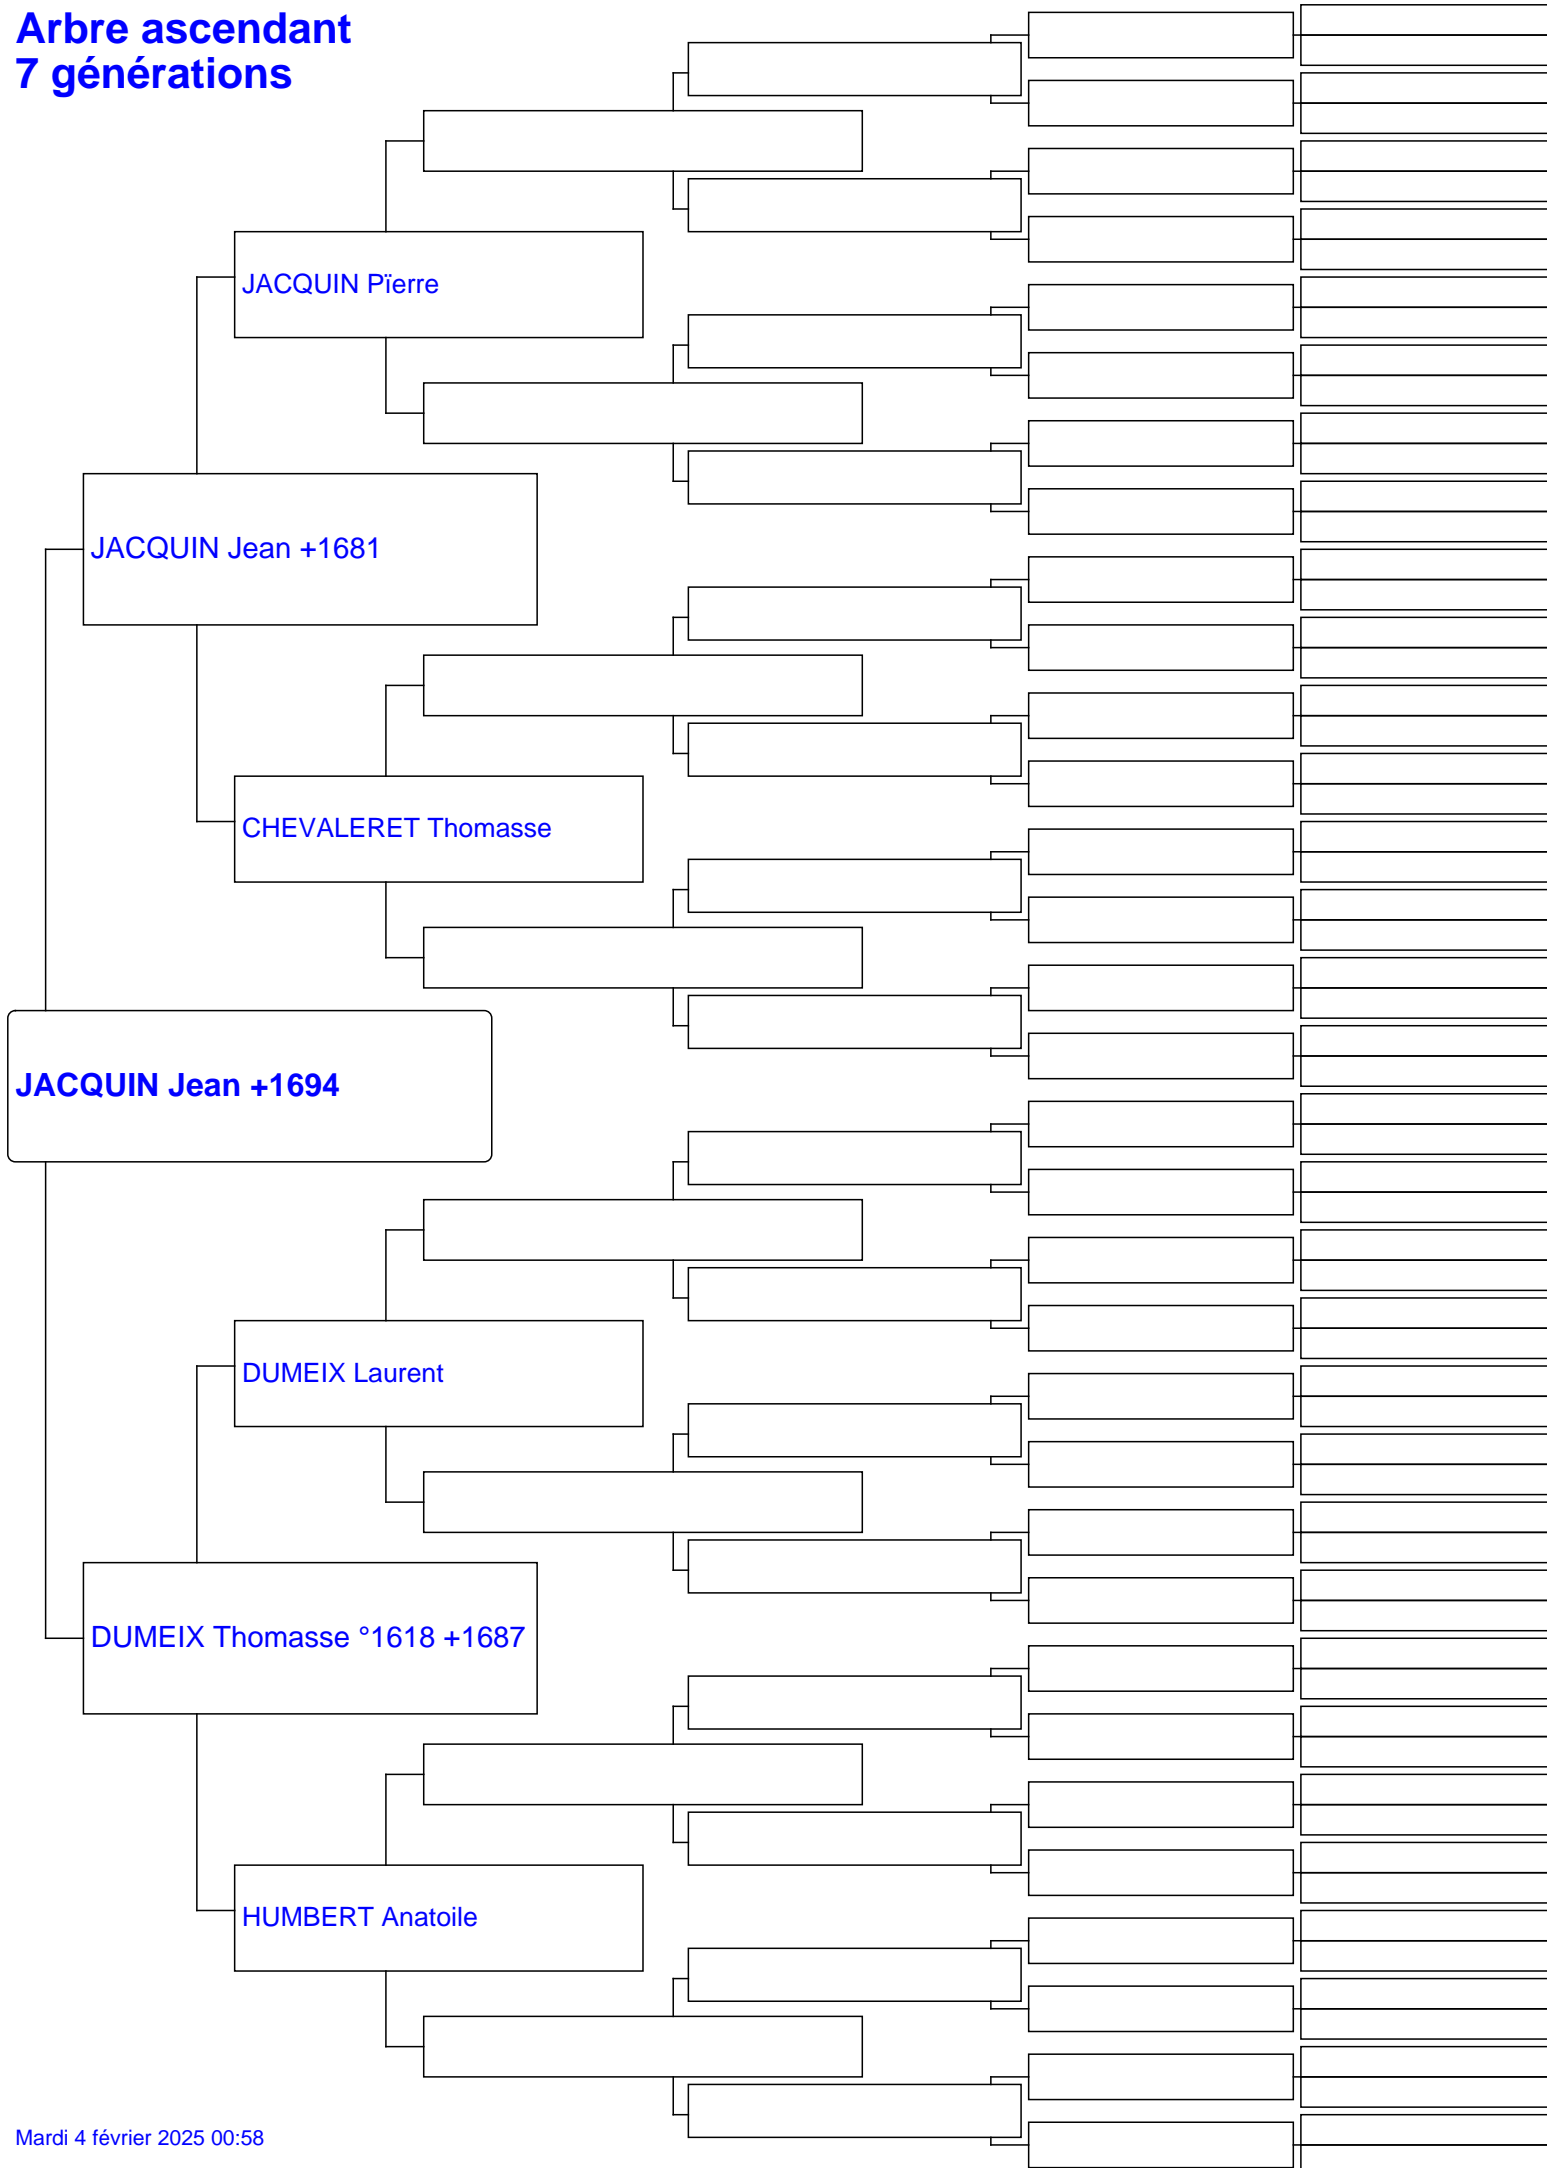 Arbre ascendant
7 générations
JACQUIN Pïerre
JACQUIN Jean +1681
CHEVALERET Thomasse
JACQUIN Jean +1694
DUMEIX Laurent
DUMEIX Thomasse °1618 +1687
HUMBERT Anatoile
Mardi 4 février 2025 00:58